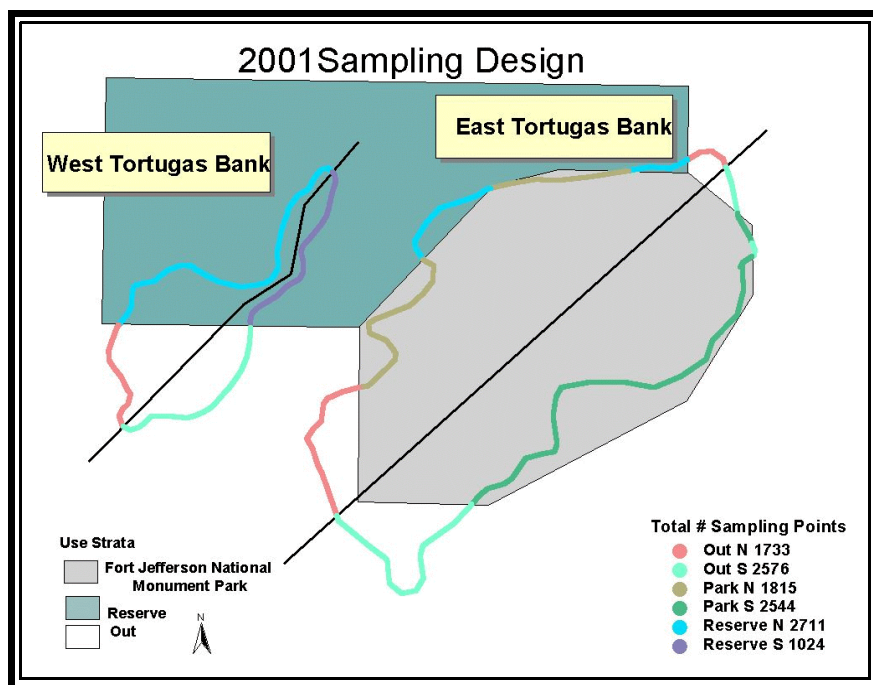 2001Sampling Design
West Tortugas Bank
East Tortugas Bank
Use Strata
Fort Jefferson National
Monument Park
Reserve
Out
N
Total # Sampling Points
Out N 1733
Out S 2576
Park N 1815
Park S 2544
Reserve N 2711
Reserve S 1024